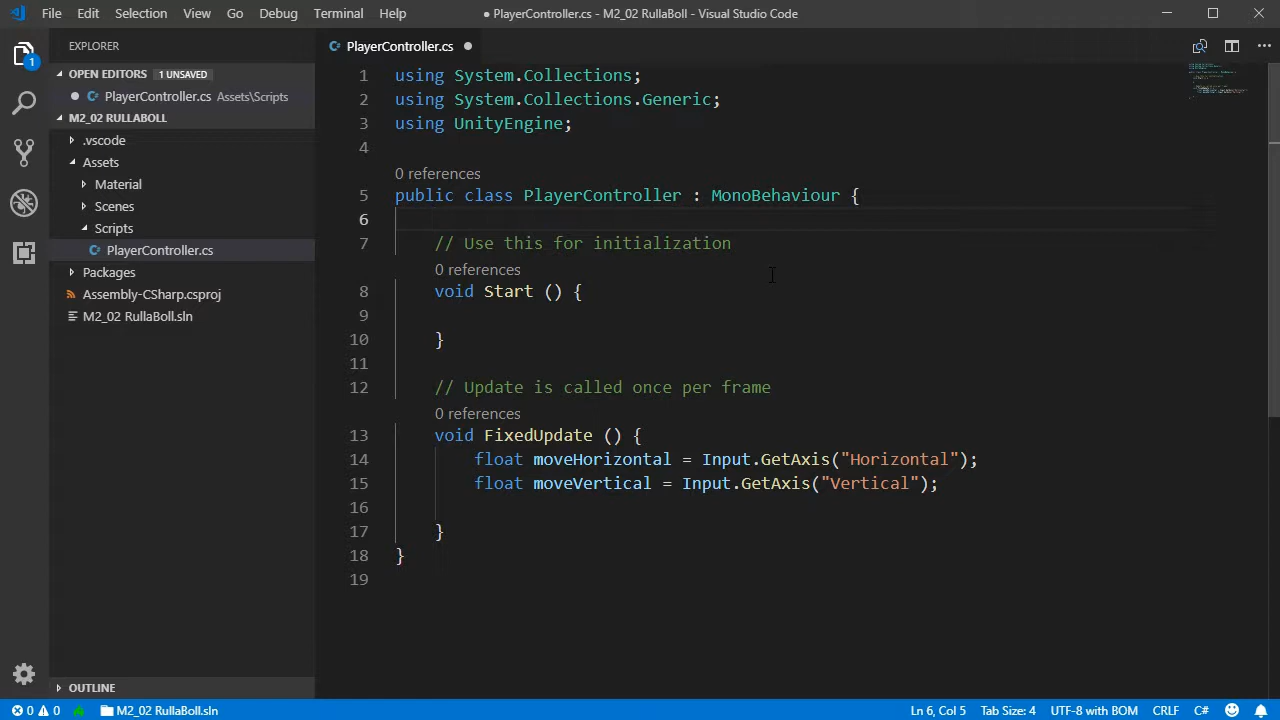 File Edit Selection View Go Debug Terminal Help
● PlayerController.cs - M2_02 RullaBoll - Visual Studio Code
EXPLORER
OPEN EDITORS 1 UNSAVED
PlayerController.cs Assets\Scripts
M2_02 RULLABOLL
.vscode
Assets
Material
Scenes
Scripts
PlayerController.cs
Packages
Assembly-CSharp.csproj
M2_02 RullaBoll.sln
OUTLINE
1
PlayerController.cs
1 using System.Collections;
2 using System.Collections.Generic;
3 using UnityEngine;
4
0 references
5 public class PlayerController : MonoBehaviour {
6
7 // Use this for initialization
0 references
8 void Start () {
9
10 }
11
12 // Update is called once per frame
0 references
13 void FixedUpdate () {
14 float moveHorizontal = Input.GetAxis("Horizontal");
15 float moveVertical = Input.GetAxis("Vertical");
16
17 }
18 }
19
0 0 M2_02 RullaBoll.sln Ln 6, Col 5 Tab Size: 4 UTF-8 with BOM CRLF C#